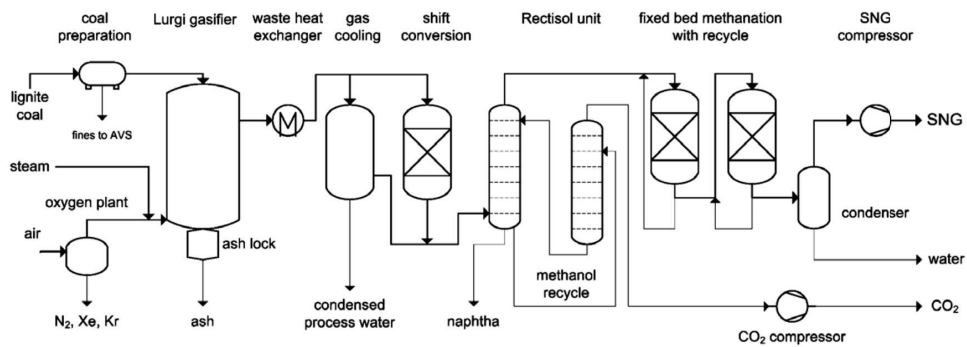 coal
preparation
Lurgi gasifier
waste heat
exchanger
gas
cooling
shift
conversion
Rectisol unit
fixed bed methanation
with recycle
SNG
compressor
lignite
coal
fines to AVS
M
SNG
steam
oxygen plant
air
ash lock
condenser
water
methanol
recycle
N₂, Xe, Kr
ash
condensed
process water
naphtha
CO₂
CO₂ compressor